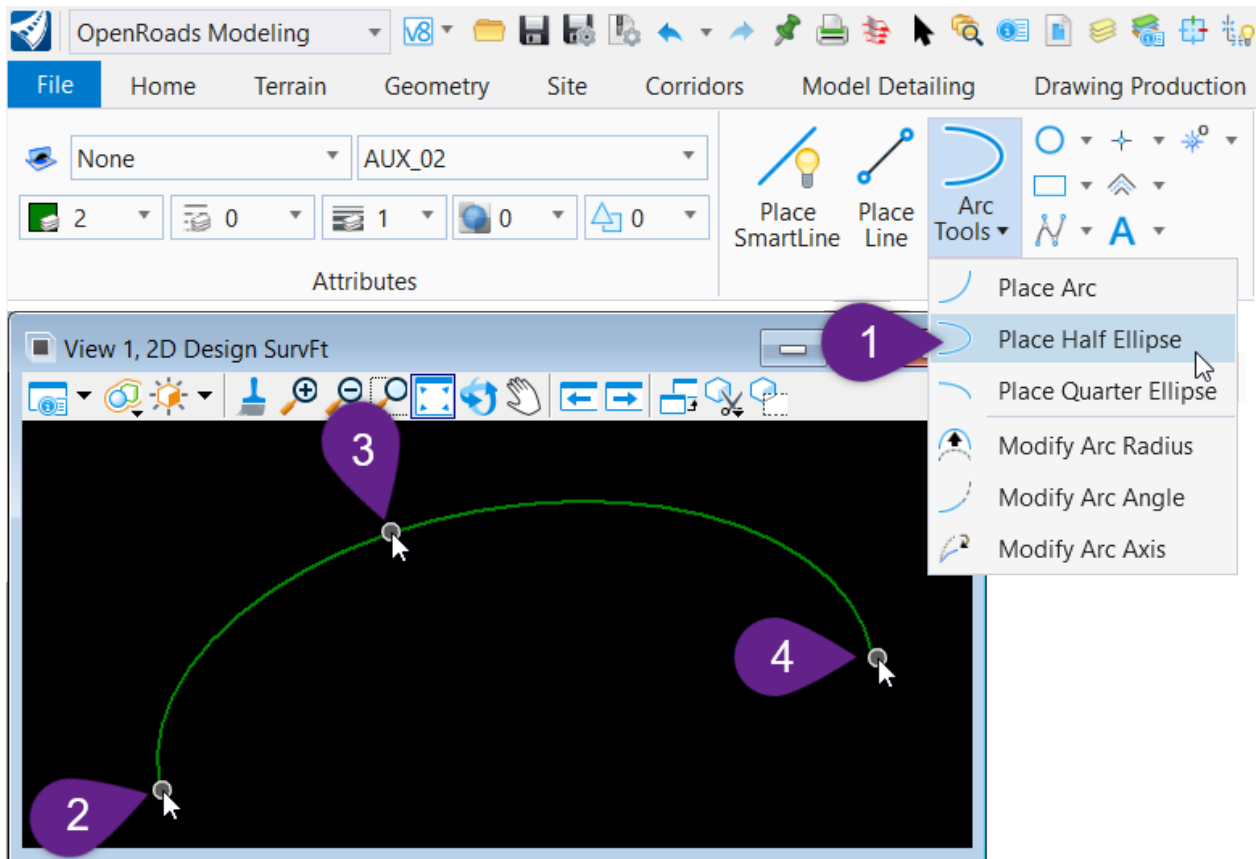 OpenRoads Modeling
V8
File Home Terrain Geometry Site Corridors Model Detailing Drawing Production
None AUX_02
2 0 1 0 0
Attributes
Place SmartLine
Place Line
Arc Tools
A
Place Arc
Place Half Ellipse
Place Quarter Ellipse
Modify Arc Radius
Modify Arc Angle
Modify Arc Axis
View 1, 2D Design SurvFt
1
3
4
2